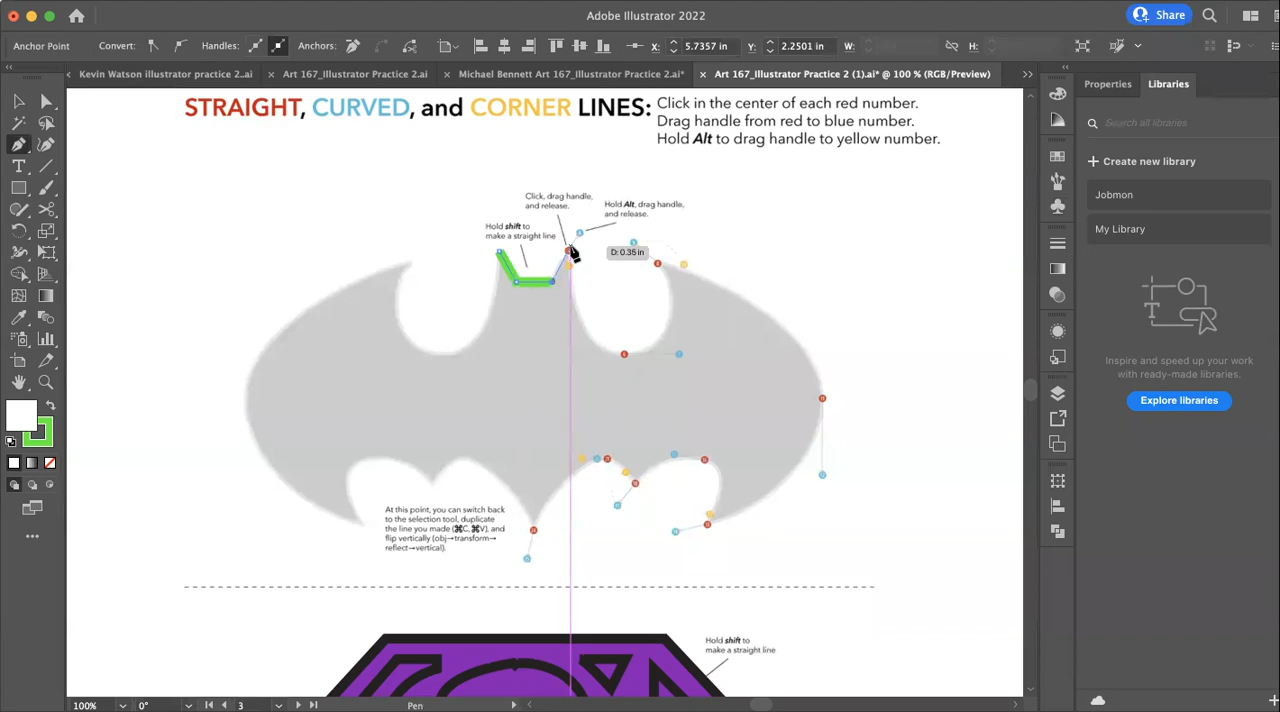 Adobe Illustrator 2022
Share
Anchor Point
Convert:
Handles:
Anchors:
X:
5.7357 in
Y:
2.2501 in
W:
H:
Kevin Watson illustrator practice 2.ai
Art 167_Illustrator Practice 2.ai
Michael Bennett Art 167_Illustrator Practice 2.ai*
Art 167_Illustrator Practice 2 (1).ai* @ 100 % (RGB/Preview)
Properties
Libraries
STRAIGHT, CURVED, and CORNER LINES:
Click in the center of each red number.
Drag handle from red to blue number.
Hold Alt to drag handle to yellow number.
Search all libraries
Create new library
Jobmon
My Library
Click, drag handle,
and release.
Hold Alt, drag handle,
and release.
Hold shift to
make a straight line
D: 0.35 in
Inspire and speed up your work
with ready-made libraries.
Explore libraries
At this point, you can switch back
to the selection tool, duplicate
the line you made (⌘C, ⌘V), and
flip vertically (obj→transform→
reflect→vertical).
Hold shift to
make a straight line
100%
0°
3
Pen